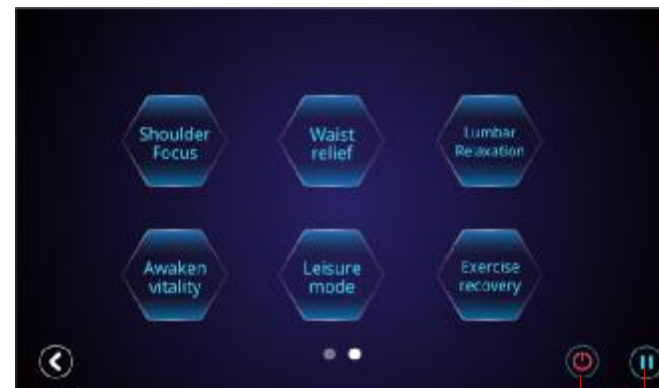 Shoulder
Focus
Waist
relief
Lumbar
Relaxation
Awaken
vitality
Leisure
mode
Exercise
recovery